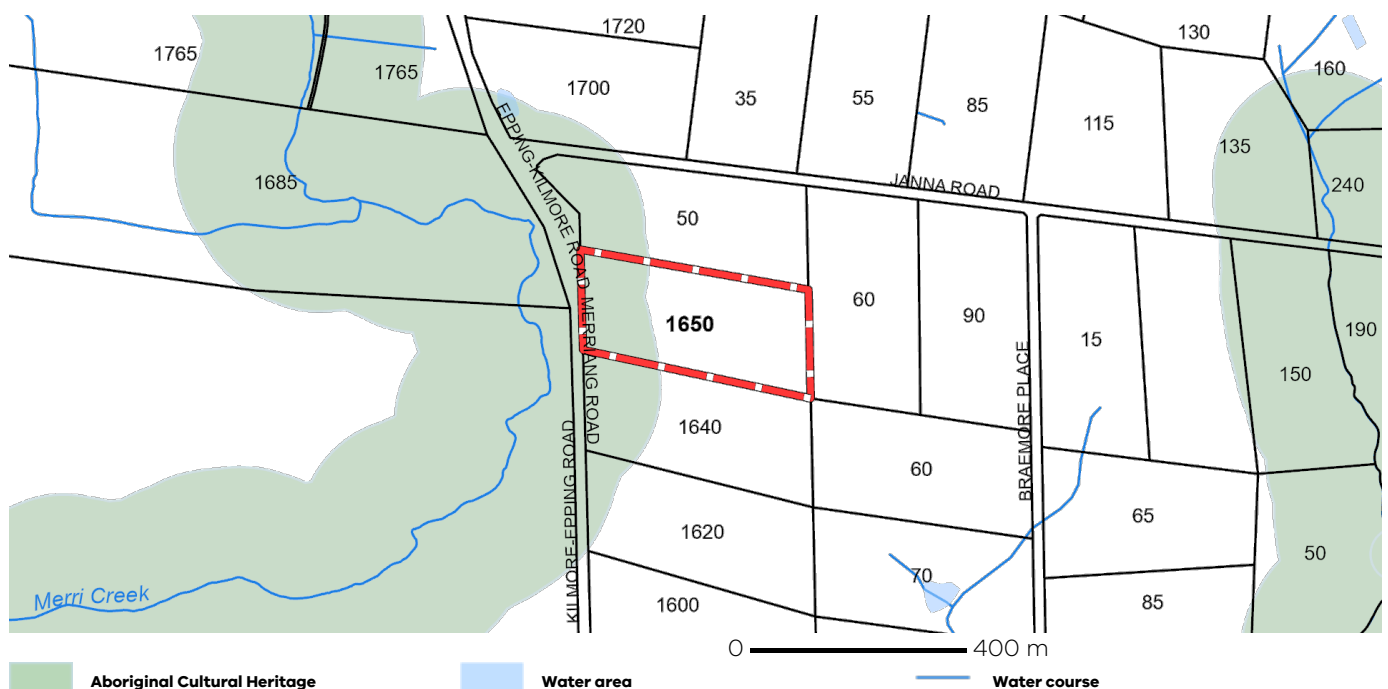 1720
130
1765
1765
160
1700
35
55
85
115
135
EPPING-KILMORE ROAD
JANNA ROAD
1685
240
50
60
1650
90
15
190
MERRIANG ROAD
150
BRAEMORE PLACE
1640
KILMORE-EPPING ROAD
60
65
1620
50
70
Merri Creek
1600
85
0 400 m
Aboriginal Cultural Heritage
Water area
Water course